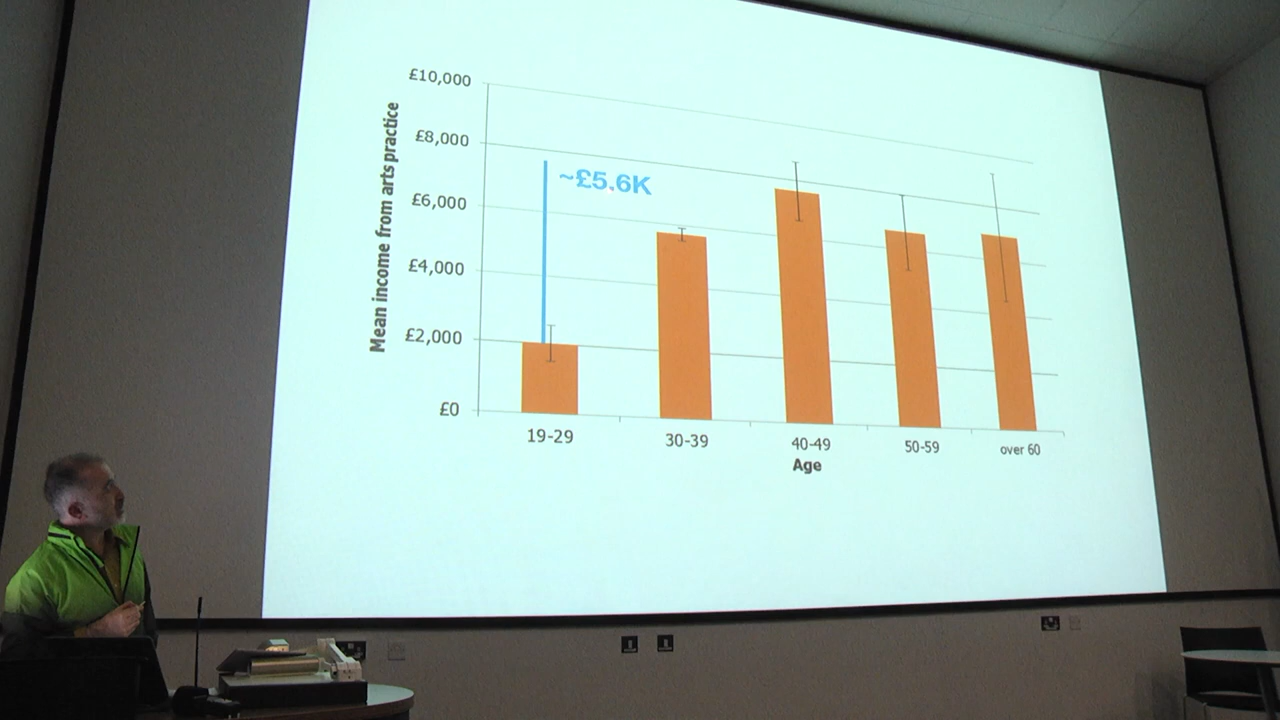 £10,000
£8,000
£6,000
£4,000
£2,000
£0
Mean income from arts practice
~£5.6K
19-29
30-39
40-49
50-59
over 60
Age